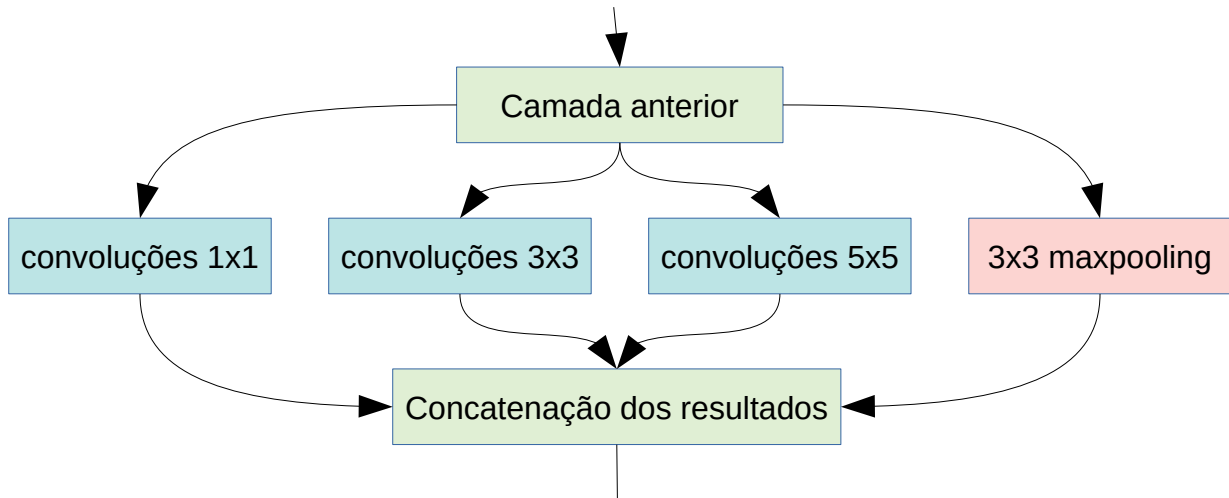 Camada anterior
convoluções 1x1
convoluções 3x3
convoluções 5x5
3x3 maxpooling
Concatenação dos resultados